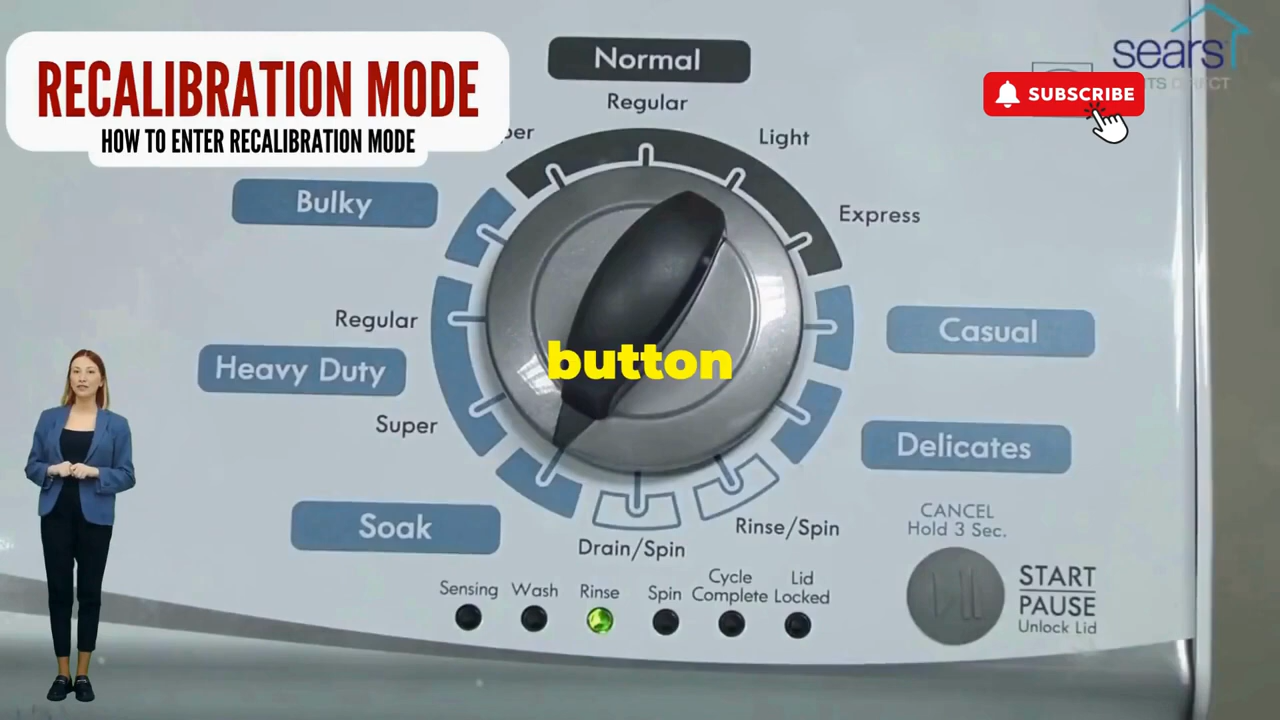 RECALIBRATION MODE
HOW TO ENTER RECALIBRATION MODE
sears
DIRECT
SUBSCRIBE
Normal
Regular
Light
Express
Bulky
Regular
Heavy Duty
Super
Casual
Delicates
button
Soak
Rinse/Spin
Drain/Spin
CANCEL
Hold 3 Sec.
Sensing
Wash
Rinse
Spin
Cycle
Complete
Lid
Locked
START
PAUSE
Unlock Lid